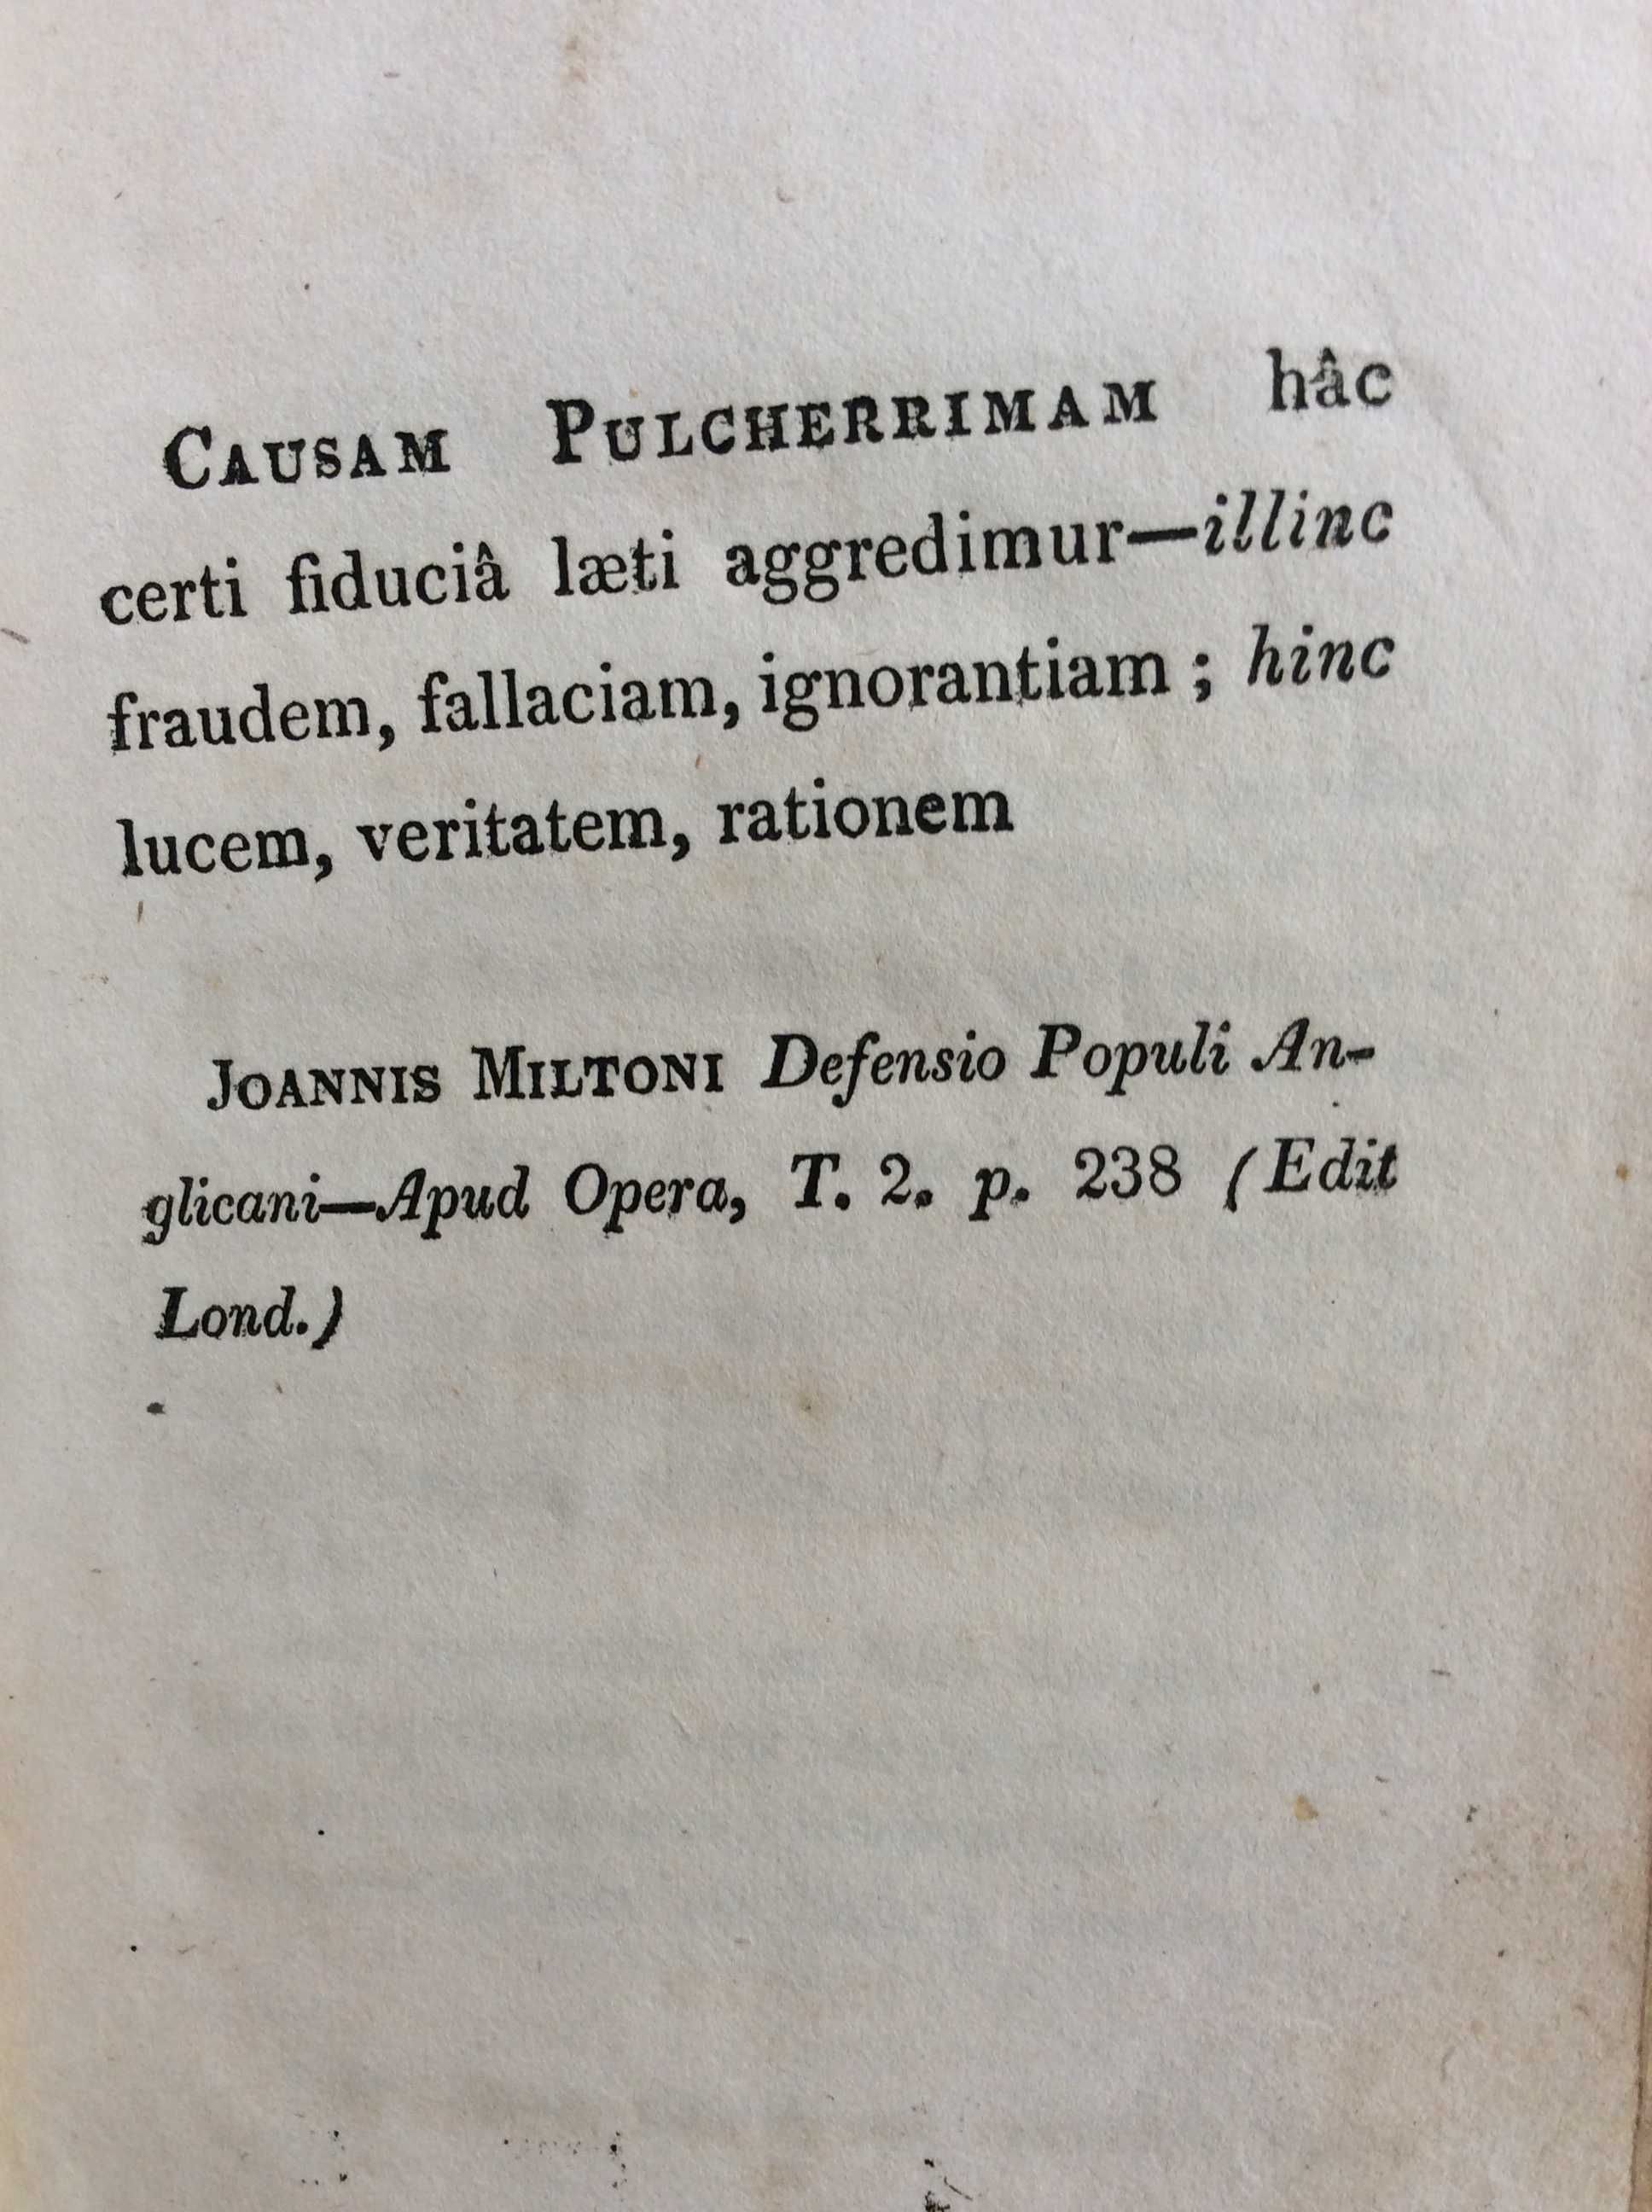 CAUSAM PULCHERRIMAM hâc
certi fiduciâ læti aggredimur—illinc
fraudem, fallaciam, ignorantiam ; hinc
lucem, veritatem, rationem
JOANNIS MILTONI Defensio Populi An-
glicani—Apud Opera, T. 2. p. 238 (Edit
Lond.)